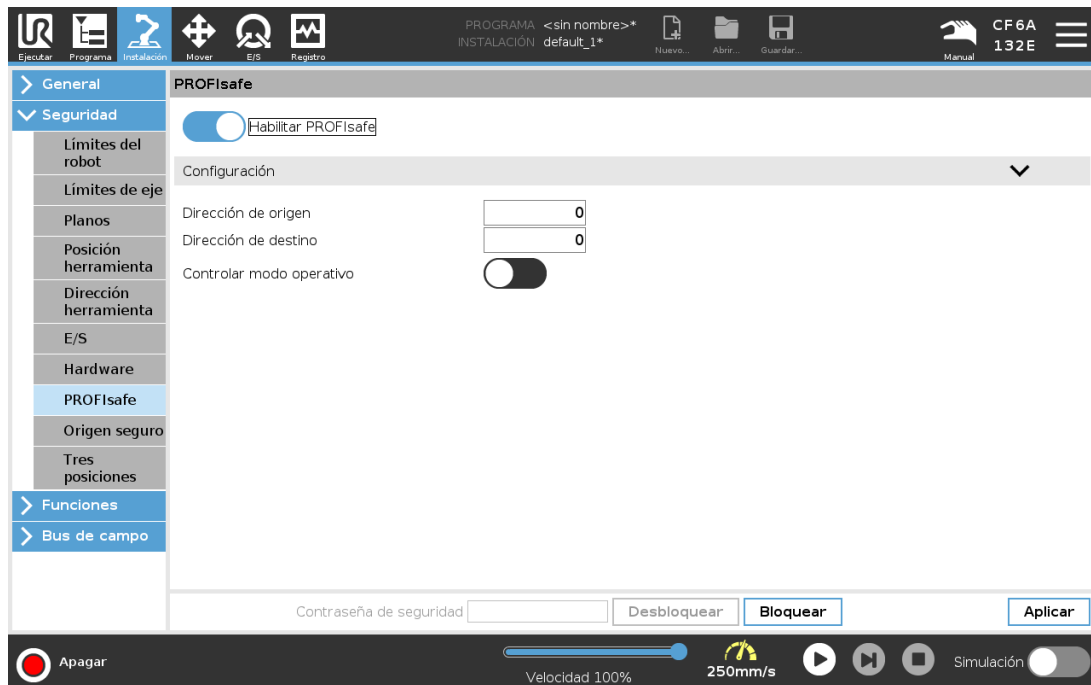 PROGRAMA <sin nombre>*
INSTALACIÓN default_1*
Ejecutar
Programa
Instalación
Mover
E/S
Registro
Nuevo...
Abrir...
Guardar...
Manual
CF6A
132E
General
Seguridad
Límites del
robot
Límites de eje
Planos
Posición
herramienta
Dirección
herramienta
E/S
Hardware
PROFIsafe
Origen seguro
Tres
posiciones
Funciones
Bus de campo
PROFIsafe
Habilitar PROFIsafe
Configuración
Dirección de origen 0
Dirección de destino 0
Controlar modo operativo
Contraseña de seguridad Desbloquear Bloquear Aplicar
Apagar
Velocidad 100%
250mm/s
Simulación